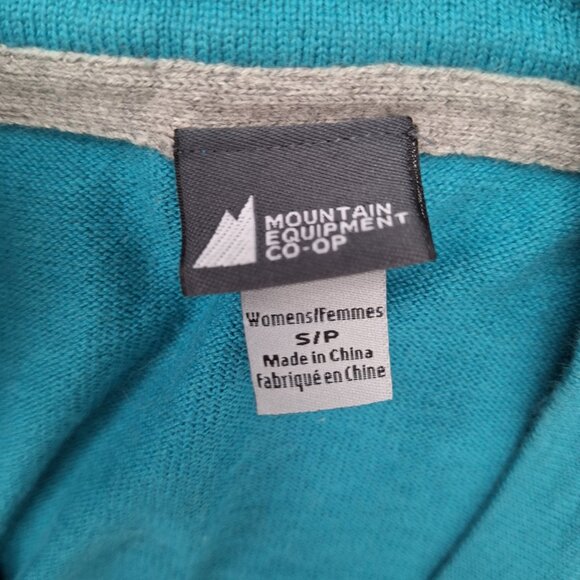 MOUNTAIN
EQUIPMENT
CO-OP
Womens/Femmes
S/P
Made in China
Fabriqué en Chine